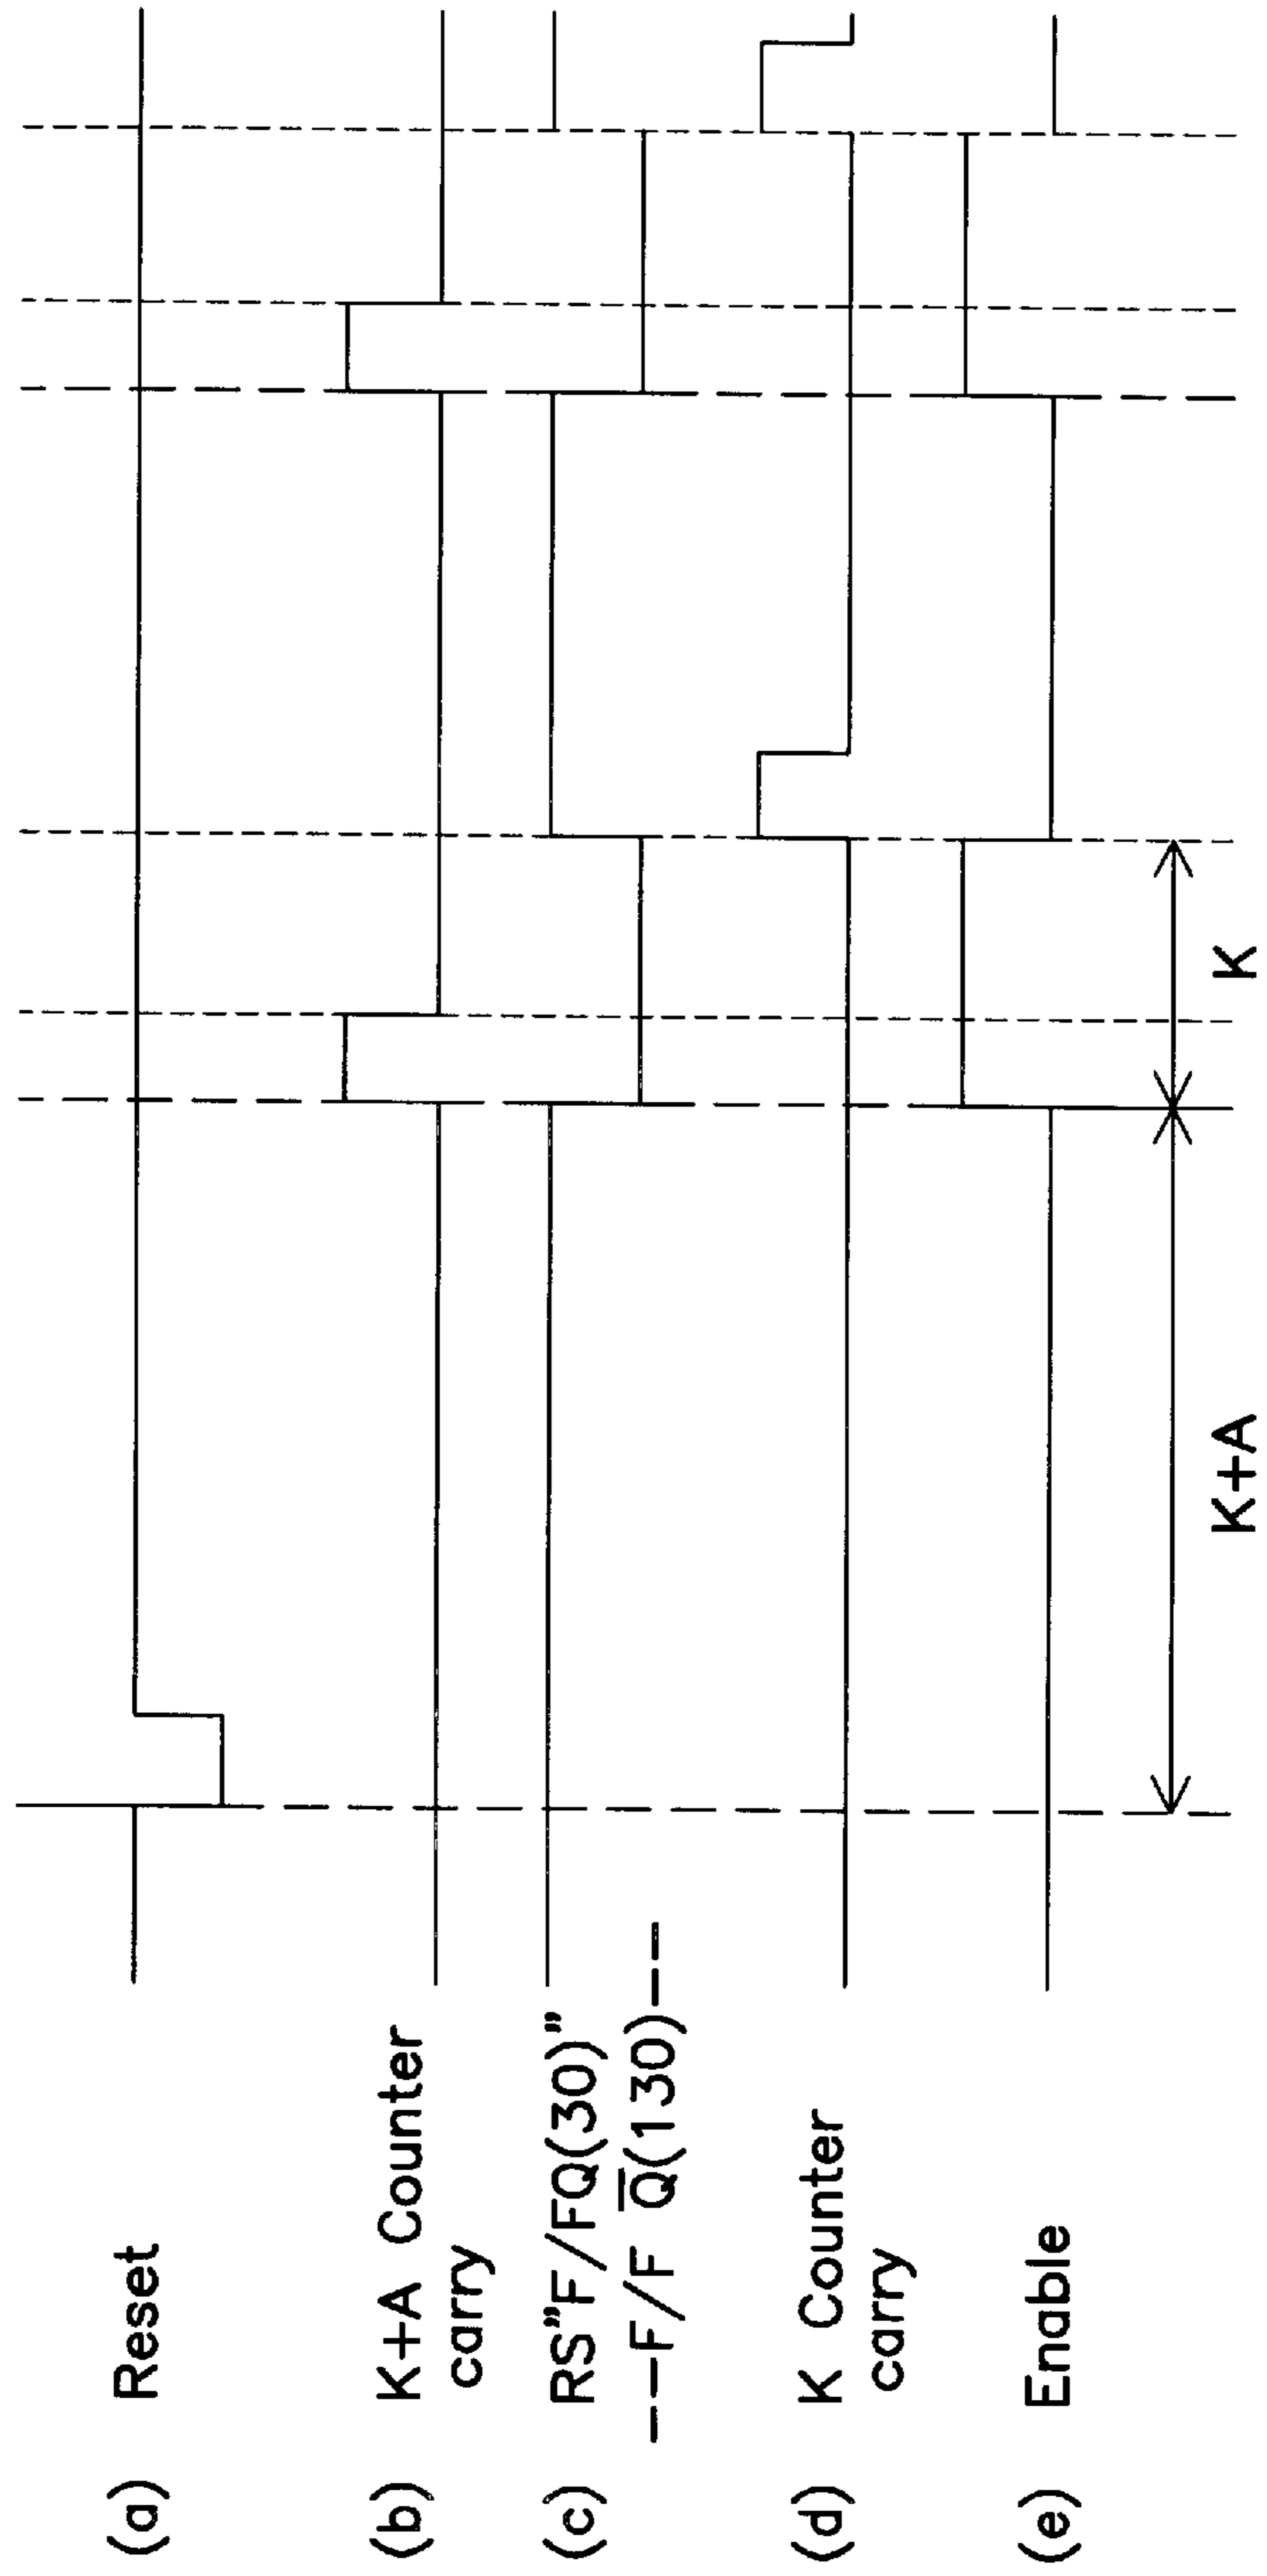 (a) Reset
(b) K+A Counter
carry
(c) RS"F/FQ(30)"
--F/F Q̅(130)--
(d) K Counter
carry
(e) Enable
K+A
K